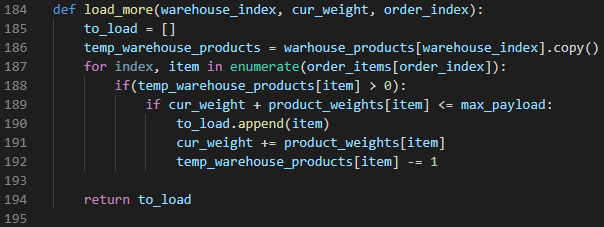 184 def load_more(warehouse_index, cur_weight, order_index):
185     to_load = []
186     temp_warehouse_products = warhouse_products[warehouse_index].copy()
187     for index, item in enumerate(order_items[order_index]):
188         if(temp_warehouse_products[item] > 0):
189             if cur_weight + product_weights[item] <= max_payload:
190                 to_load.append(item)
191                 cur_weight += product_weights[item]
192                 temp_warehouse_products[item] -= 1
193
194     return to_load
195